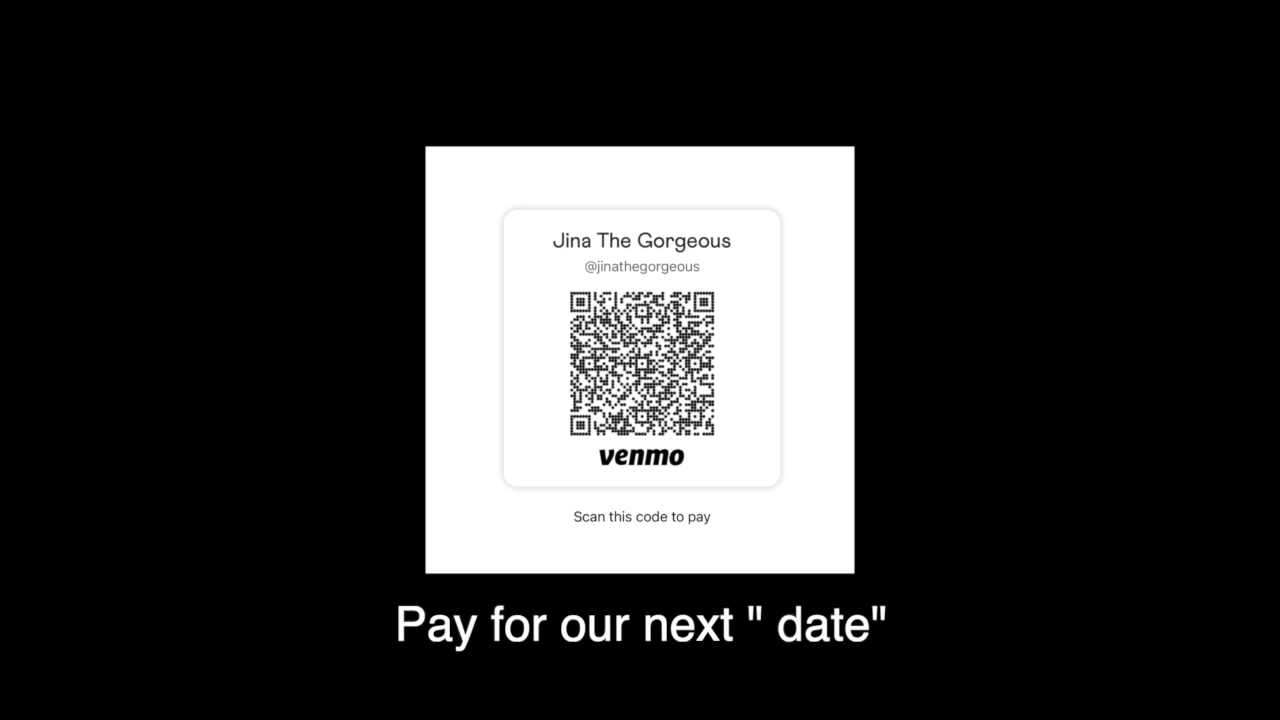 Jina The Gorgeous
@jinathegorgeous
venmo
Scan this code to pay
Pay for our next " date"